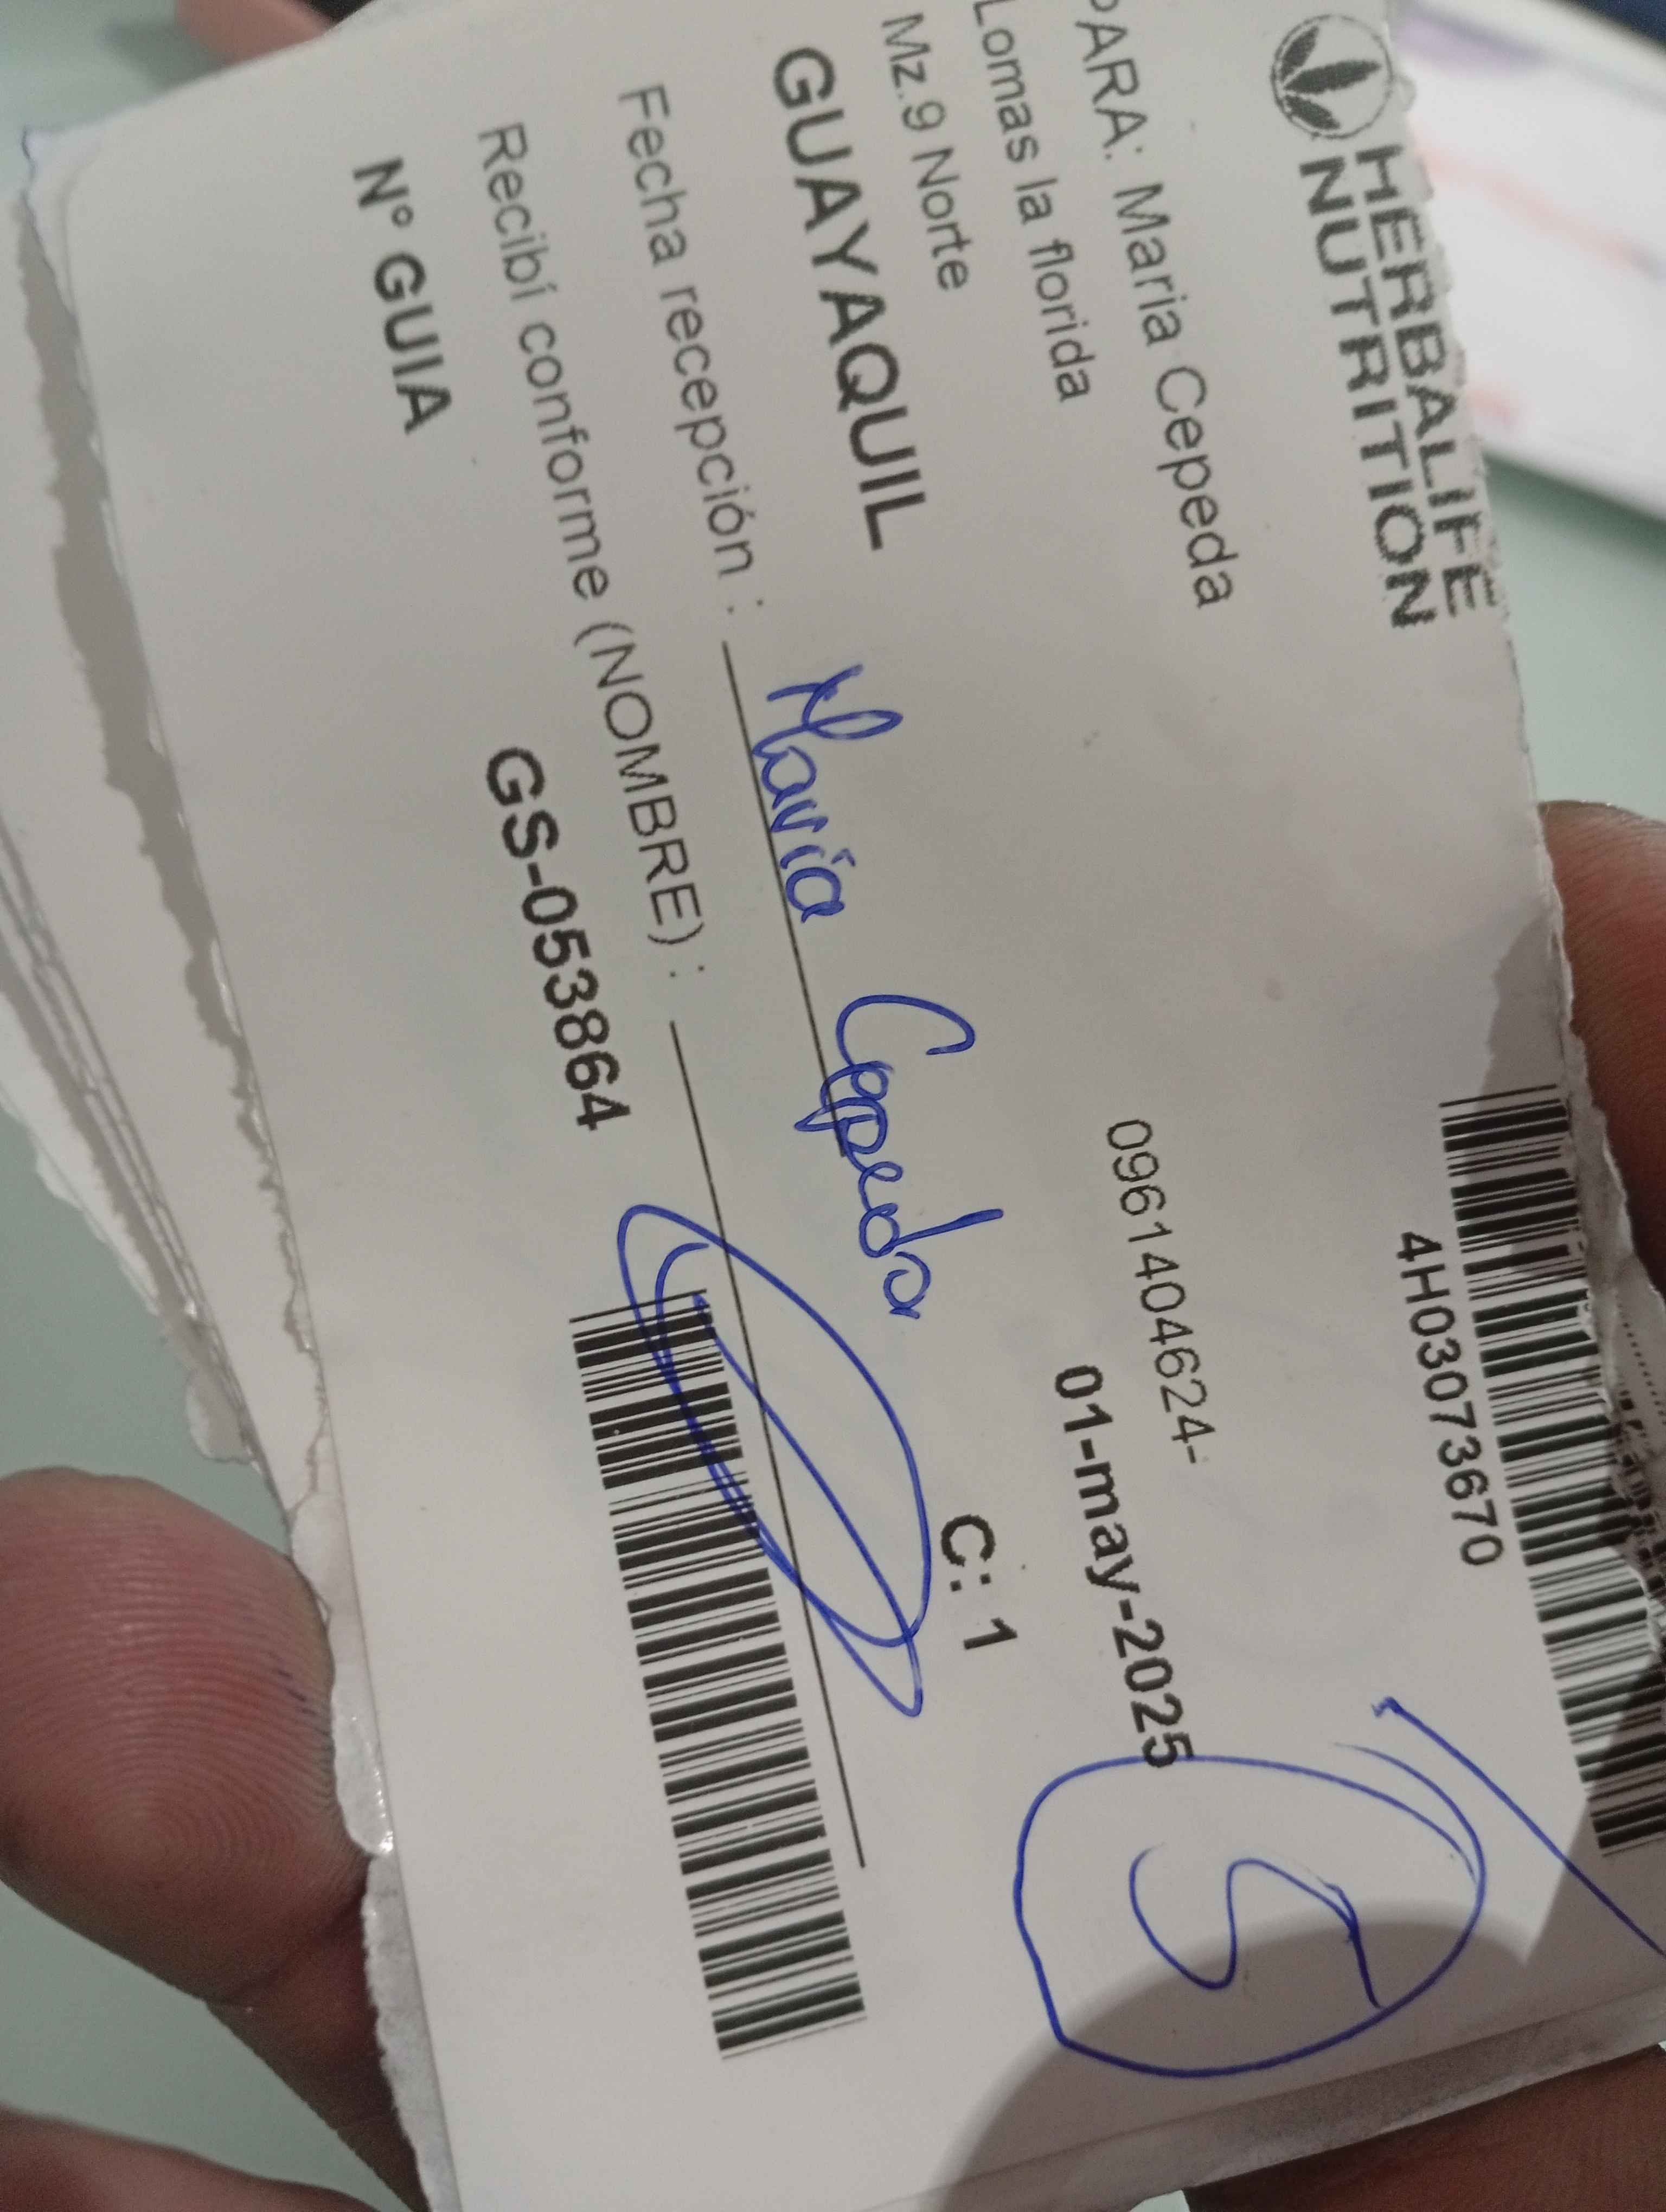 HERBALIFE
NUTRITION
4H03073670
PARA: Maria Cepeda
0961404624-
Lomas la florida
Mz.9 Norte
01-may-2025
5
GUAYAQUIL
C: 1
Fecha recepción : María Cepeda
Recibí conforme (NOMBRE) :
N° GUIA
GS-053864